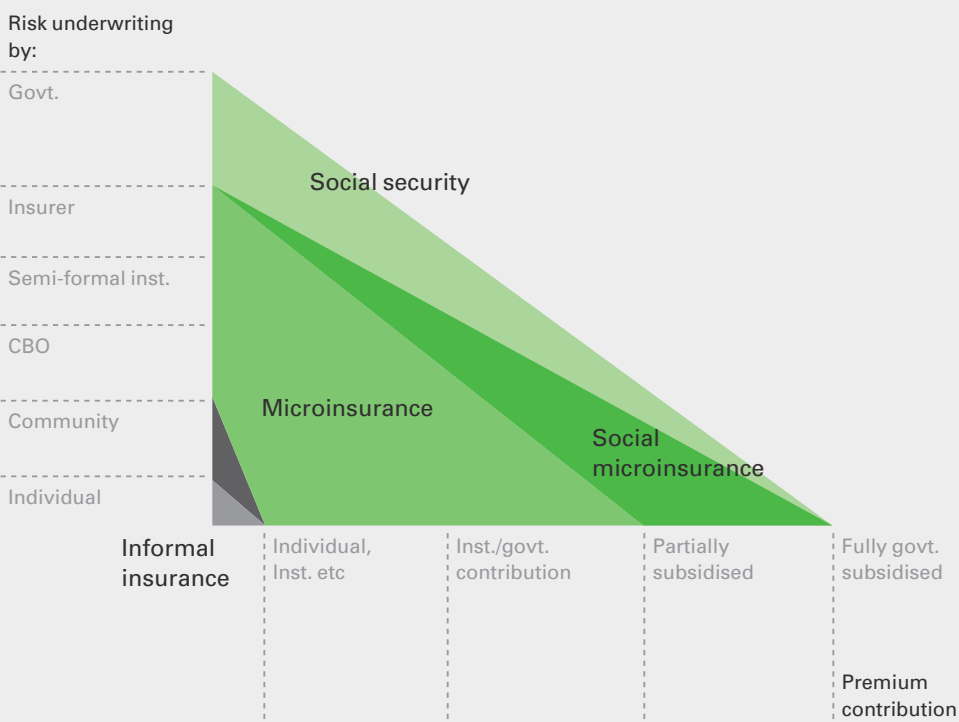 Risk underwriting
by:
Govt.
Social security
Insurer
Semi-formal inst.
CBO
Microinsurance
Community
Social
microinsurance
Individual
Informal
insurance
Individual,
Inst. etc
Inst./govt.
contribution
Partially
subsidised
Fully govt.
subsidised
Premium
contribution